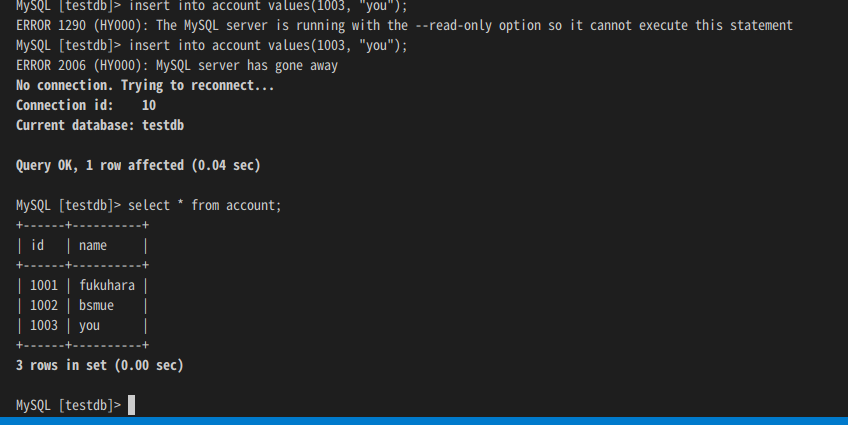 MySQL [testdb]> insert into account values(1003, "you");
ERROR 1290 (HY000): The MySQL server is running with the --read-only option so it cannot execute this statement
MySQL [testdb]> insert into account values(1003, "you");
ERROR 2006 (HY000): MySQL server has gone away
No connection. Trying to reconnect...
Connection id:    10
Current database: testdb

Query OK, 1 row affected (0.04 sec)

MySQL [testdb]> select * from account;
+------+----------+
| id   | name     |
+------+----------+
| 1001 | fukuhara |
| 1002 | bsmue    |
| 1003 | you      |
+------+----------+
3 rows in set (0.00 sec)

MySQL [testdb]>